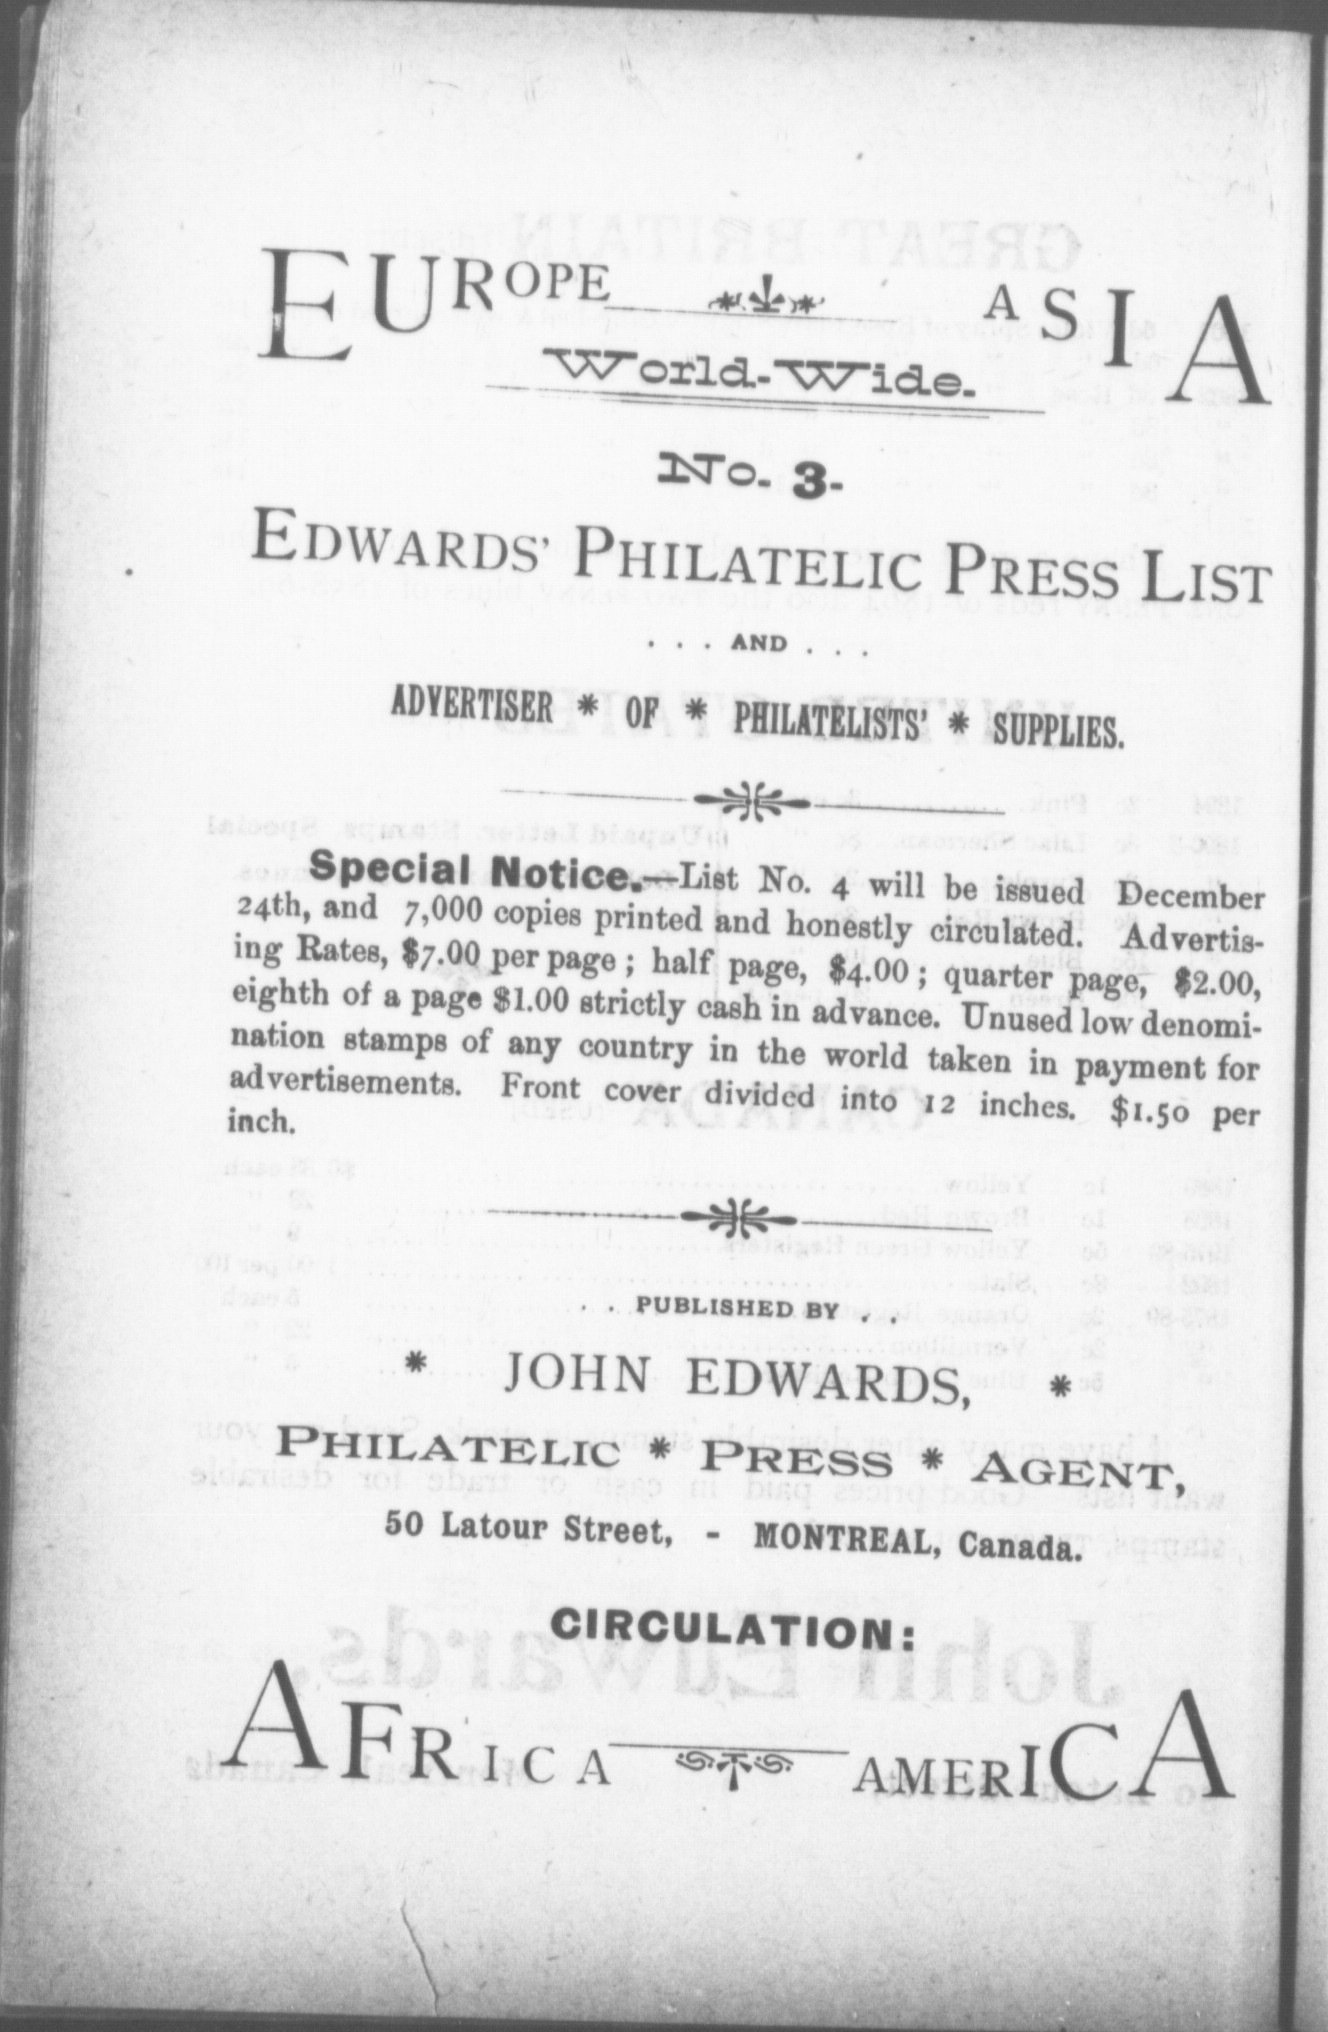 EUROPE ASIA
World-Wide.
No. 3-
EDWARDS' PHILATELIC PRESS LIST
. . . AND . . .
ADVERTISER * OF * PHILATELISTS' * SUPPLIES.
Special Notice.—List No. 4 will be issued December
24th, and 7,000 copies printed and honestly circulated. Advertis-
ing Rates, $7.00 per page ; half page, $4.00 ; quarter page, $2.00,
eighth of a page $1.00 strictly cash in advance. Unused low denomi-
nation stamps of any country in the world taken in payment for
advertisements. Front cover divided into 12 inches. $1.50 per
inch.
. . PUBLISHED BY . .
* JOHN EDWARDS, *
PHILATELIC * PRESS * AGENT,
50 Latour Street, - MONTREAL, Canada.
CIRCULATION:
AFRICA AMERICA